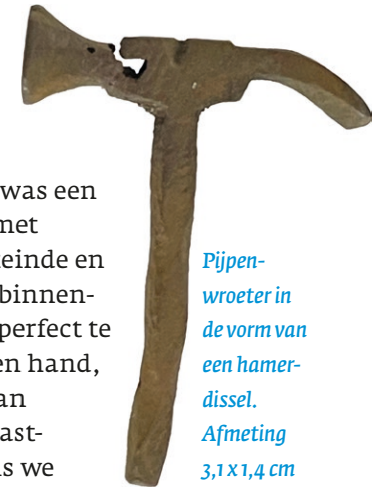 was een
met
einde en
binnen-
perfect te
en hand,
an
ast-
s we
Pijpen-
wroeter in
de vorm van
een hamer-
dissel.
Afmeting
3,1 x 1,4 cm